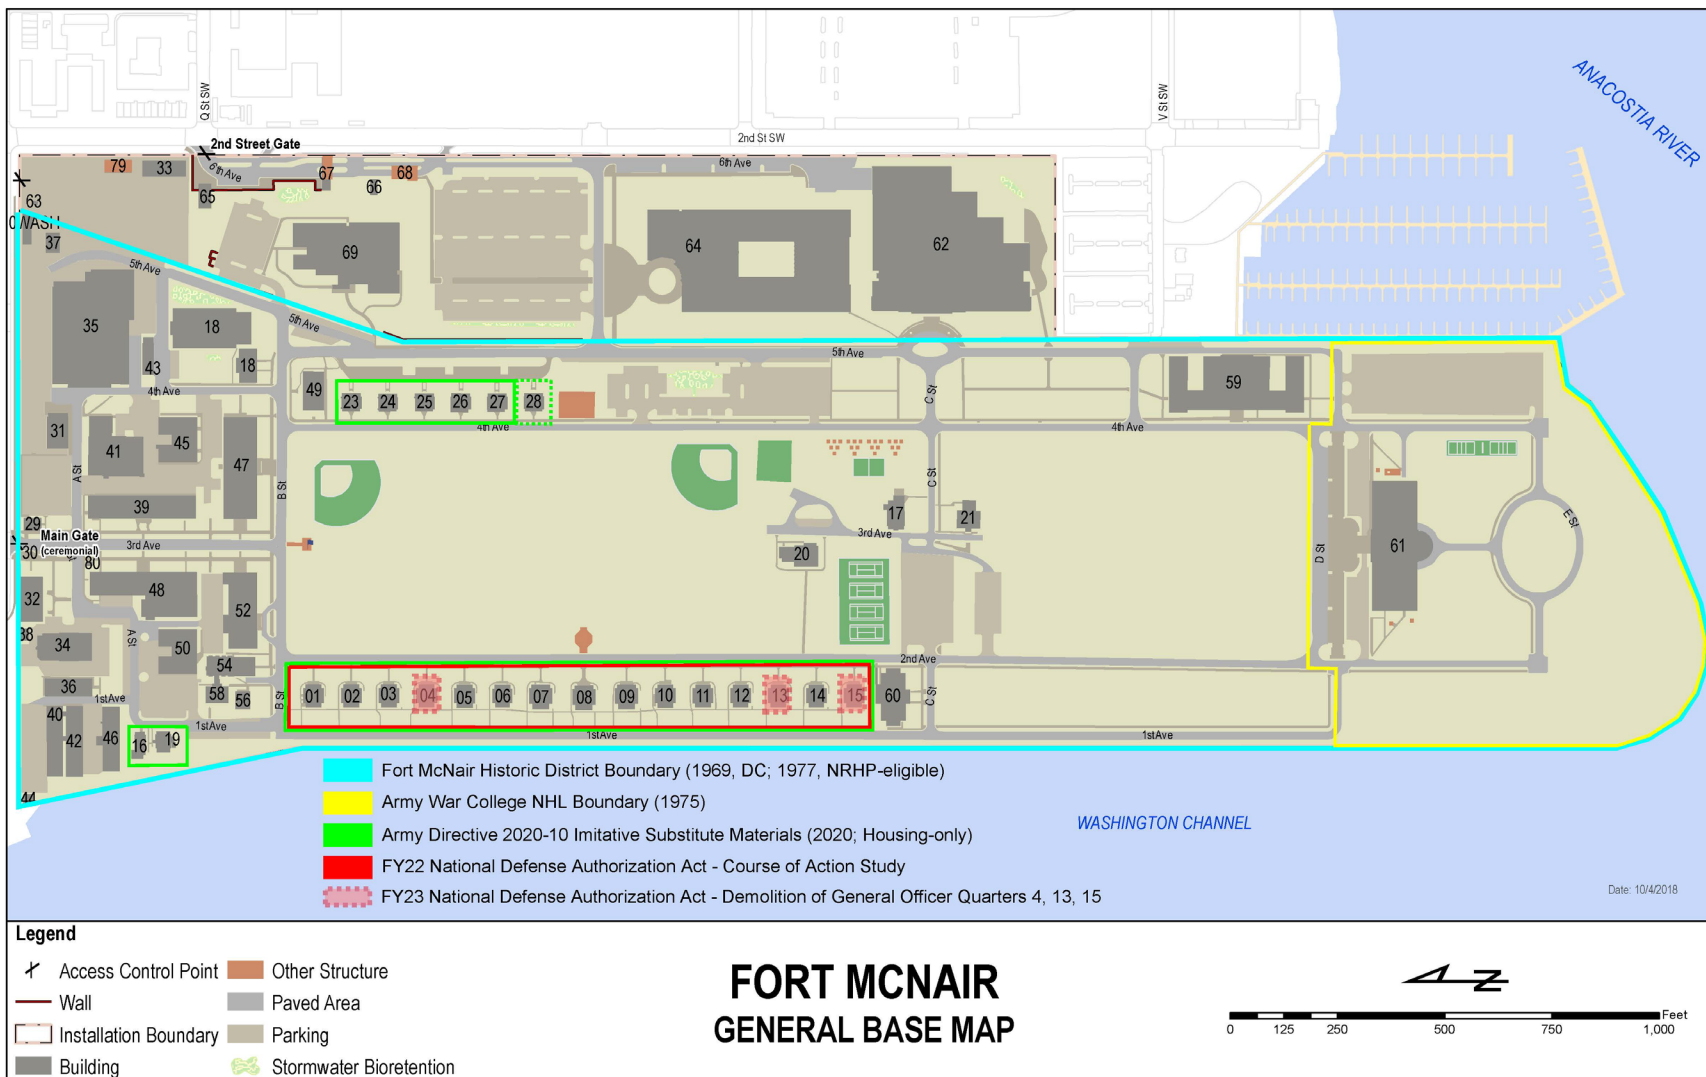 Q St SW
V St SW
ANACOSTIA RIVER
2nd Street Gate
2nd St SW
79
33
6th Ave
67
68
6th Ave
66
65
63
0WASH
37
69
64
62
5th Ave
35
18
5th Ave
5th Ave
43
18
4th Ave
49
23
24
25
26
27
28
59
C St
4th Ave
4th Ave
31
41
45
47
A St
B St
C St
39
17
21
29
Main Gate
(ceremonial)
30
3rd Ave
3rd Ave
80
20
D St
61
E St
32
48
52
38
34
A St
50
54
2nd Ave
36
1stAve
58
56
B St
01
02
03
04
05
06
07
08
09
10
11
12
13
14
15
60
C St
40
42
46
16
19
1stAve
1stAve
1stAve
44
Fort McNair Historic District Boundary (1969, DC; 1977, NRHP-eligible)
Army War College NHL Boundary (1975)
Army Directive 2020-10 Imitative Substitute Materials (2020; Housing-only)
FY22 National Defense Authorization Act - Course of Action Study
FY23 National Defense Authorization Act - Demolition of General Officer Quarters 4, 13, 15
WASHINGTON CHANNEL
Date: 10/4/2018
Legend
Access Control Point
Wall
Installation Boundary
Building
Other Structure
Paved Area
Parking
Stormwater Bioretention
FORT MCNAIR
GENERAL BASE MAP
Z
Feet
0 125 250 500 750 1,000